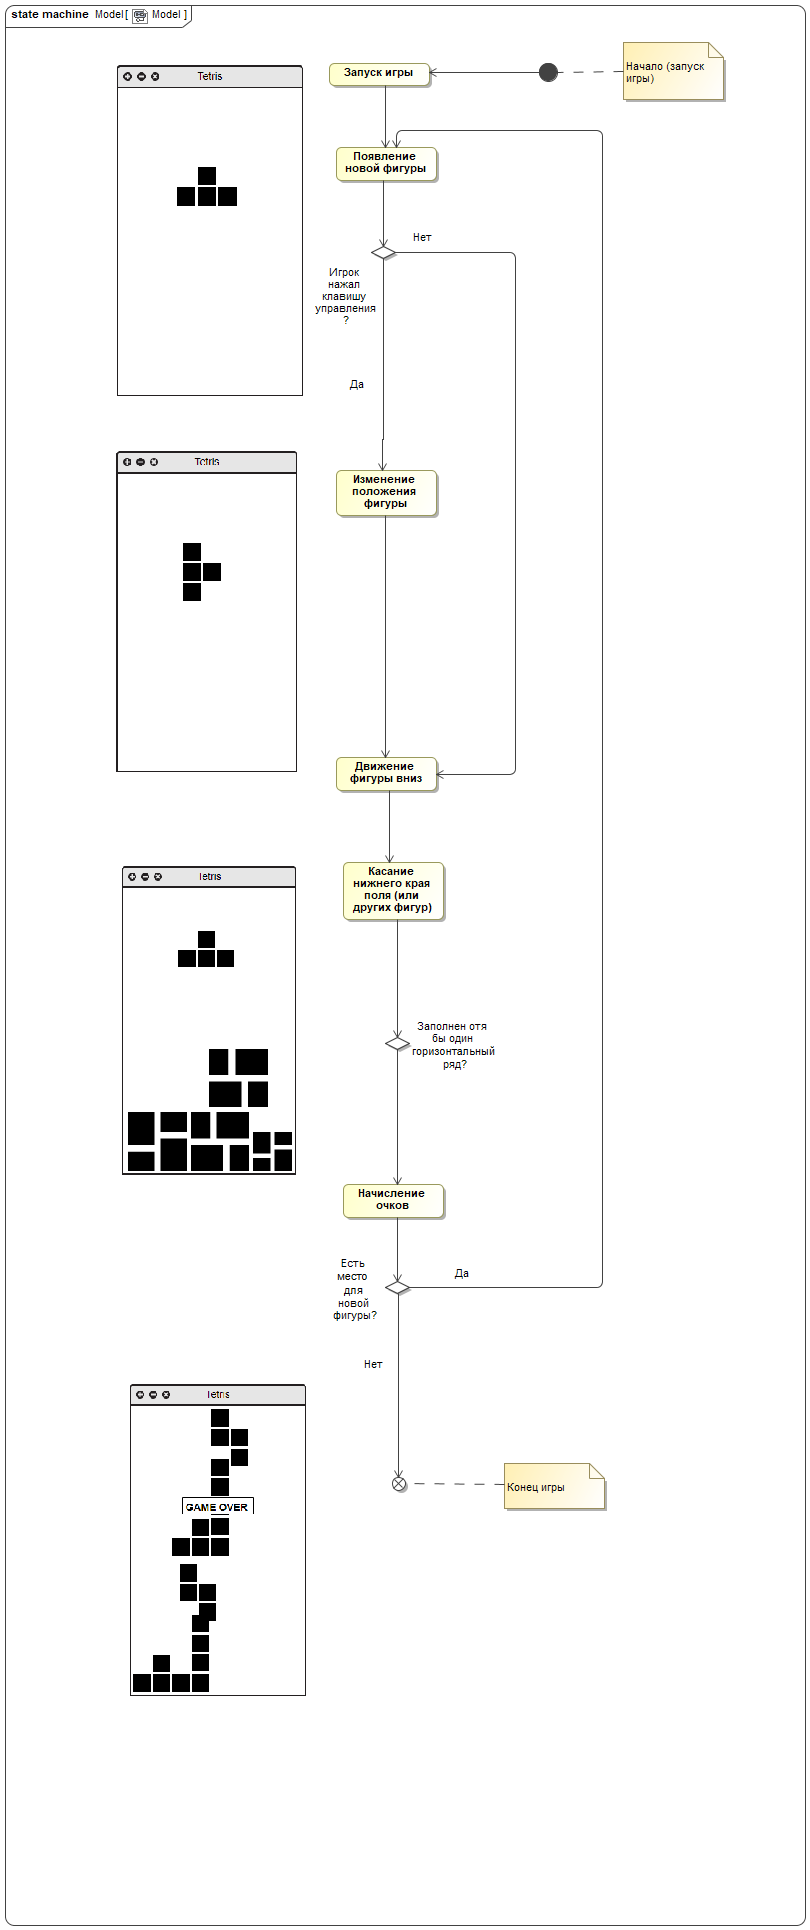 state machine Model [ Model ]
Tetris
Запуск игры
Начало (запуск
игры)
Появление
новой фигуры
Нет
Игрок
нажал
клавишу
управления
?
Да
Tetris
Изменение
положения
фигуры
Движение
фигуры вниз
Tetris
Касание
нижнего края
поля (или
других фигур)
Заполнен отя
бы один
горизонтальный
ряд?
Начисление
очков
Есть
место
для
новой
фигуры?
Да
Нет
Tetris
GAME OVER
Конец игры